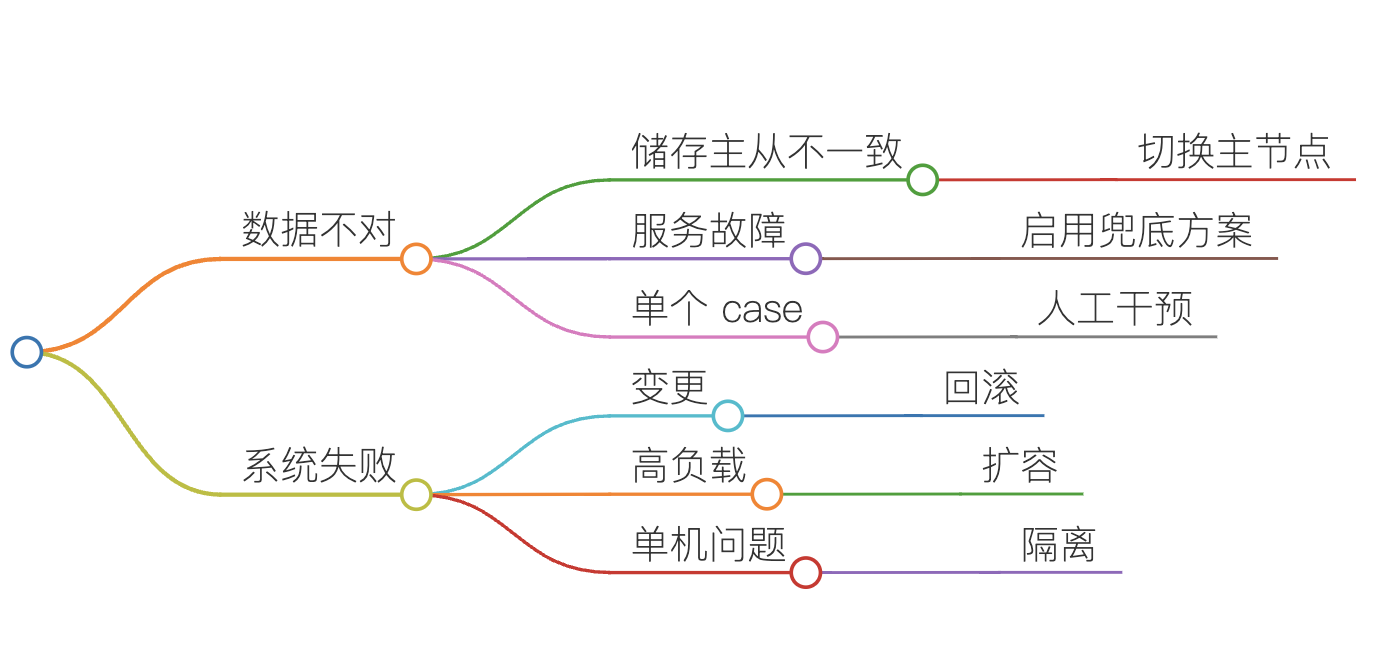 储存主从不一致
切换主节点
数据不对
服务故障
启用兜底方案
单个 case
人工干预
变更
回滚
系统失败
高负载
扩容
单机问题
隔离